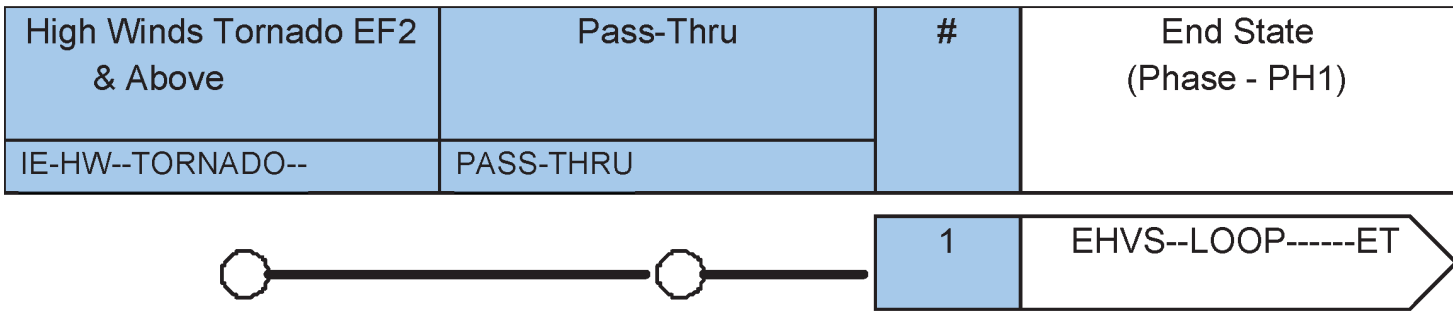 High Winds Tornado EF2
& Above
Pass-Thru
#
End State
(Phase - PH1)
IE-HW--TORNADO--
PASS-THRU
1
EHVS--LOOP------ET